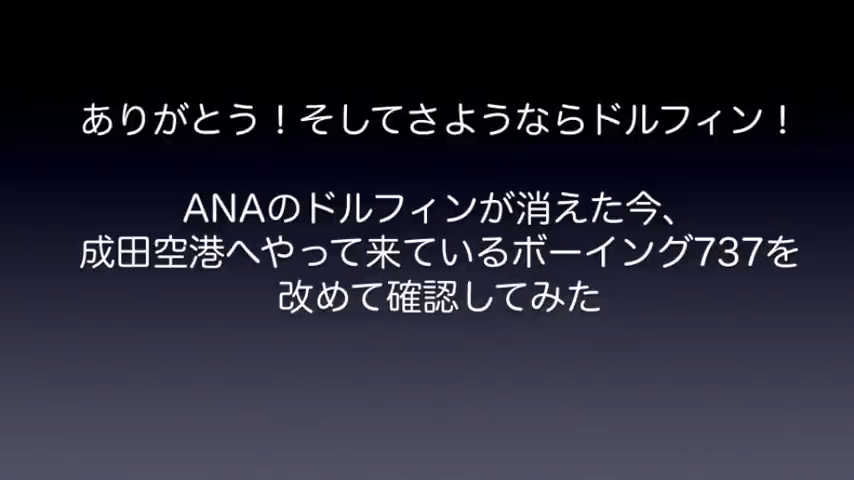 ありがとう！そしてさようならドルフィン！
ANAのドルフィンが消えた今、
成田空港へやって来ているボーイング737を
改めて確認してみた